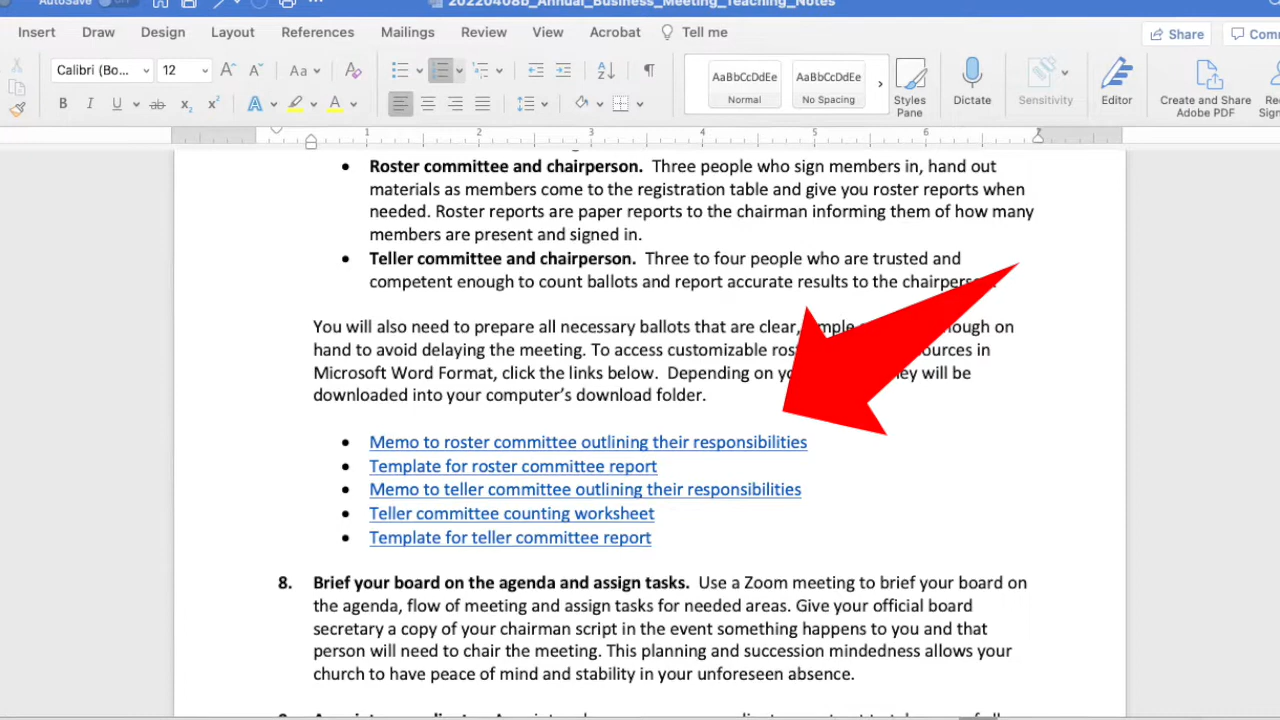 AutoSave OFF
20220408b_Annual_Business_Meeting_Teaching_Notes
Insert Draw Design Layout References Mailings Review View Acrobat Tell me Share
Calibri (Bo... 12 Aa AaBbCcDdEe AaBbCcDdEe
Normal No Spacing Styles Pane Dictate Sensitivity Editor Create and Share Adobe PDF
1 2 3 4 5 6 7
• Roster committee and chairperson. Three people who sign members in, hand out
materials as members come to the registration table and give you roster reports when
needed. Roster reports are paper reports to the chairman informing them of how many
members are present and signed in.
• Teller committee and chairperson. Three to four people who are trusted and
competent enough to count ballots and report accurate results to the
You will also need to prepare all necessary ballots that are clear, on
hand to avoid delaying the meeting. To access customizable in
Microsoft Word Format, click the links below. Depending on will be
downloaded into your computer’s download folder.
• Memo to roster committee outlining their responsibilities
• Template for roster committee report
• Memo to teller committee outlining their responsibilities
• Teller committee counting worksheet
• Template for teller committee report
8. Brief your board on the agenda and assign tasks. Use a Zoom meeting to brief your board on
the agenda, flow of meeting and assign tasks for needed areas. Give your official board
secretary a copy of your chairman script in the event something happens to you and that
person will need to chair the meeting. This planning and succession mindedness allows your
church to have peace of mind and stability in your unforeseen absence.